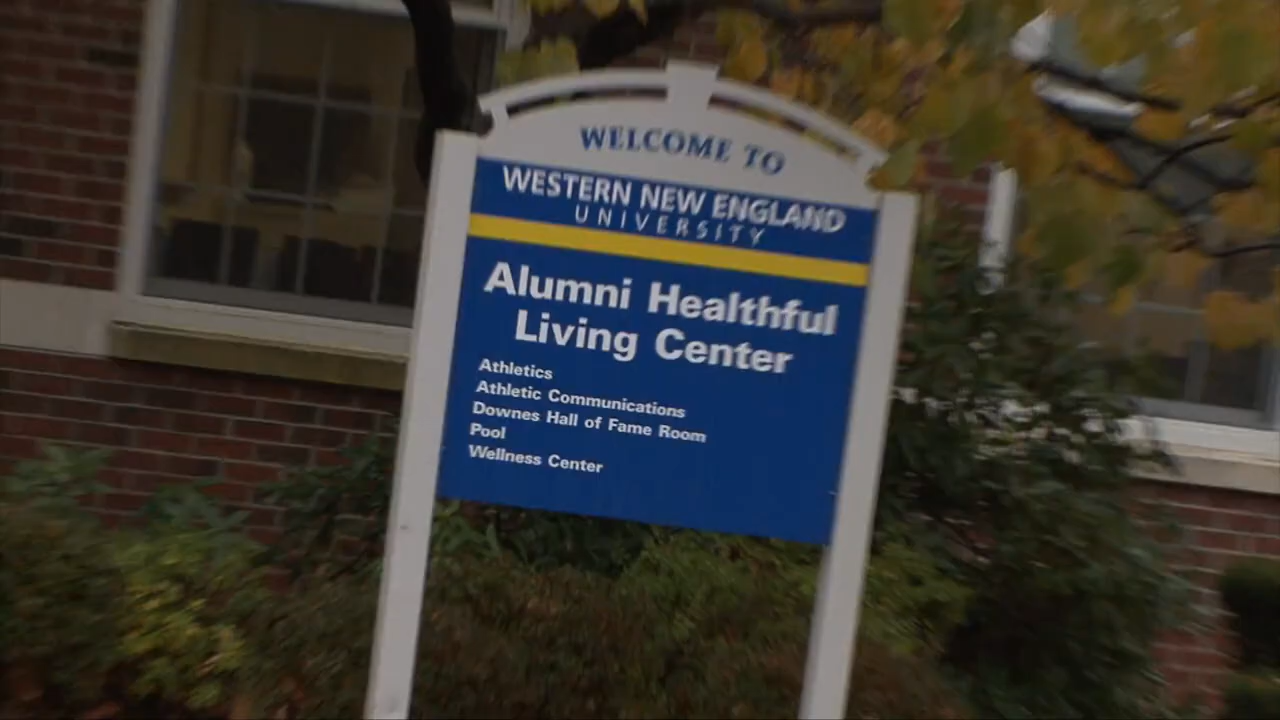 WELCOME TO
WESTERN NEW ENGLAND
UNIVERSITY
Alumni Healthful
Living Center
Athletics
Athletic Communications
Downes Hall of Fame Room
Pool
Wellness Center